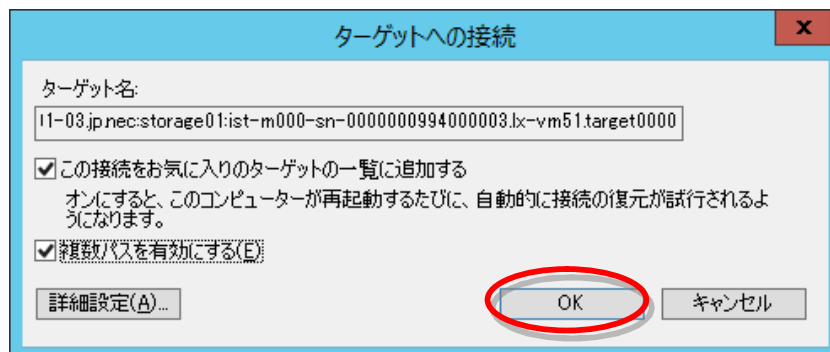 ターゲットへの接続
x
ターゲット名:
11-03.jp.nec:storage01:ist-m000-sn-0000000994000003.lx-vm51.target0000
この接続をお気に入りのターゲットの一覧に追加する
オンにすると、このコンピューターが再起動するたびに、自動的に接続の復元が試行されるよ
うになります。
複数パスを有効にする(E)
詳細設定(A)...
OK
キャンセル